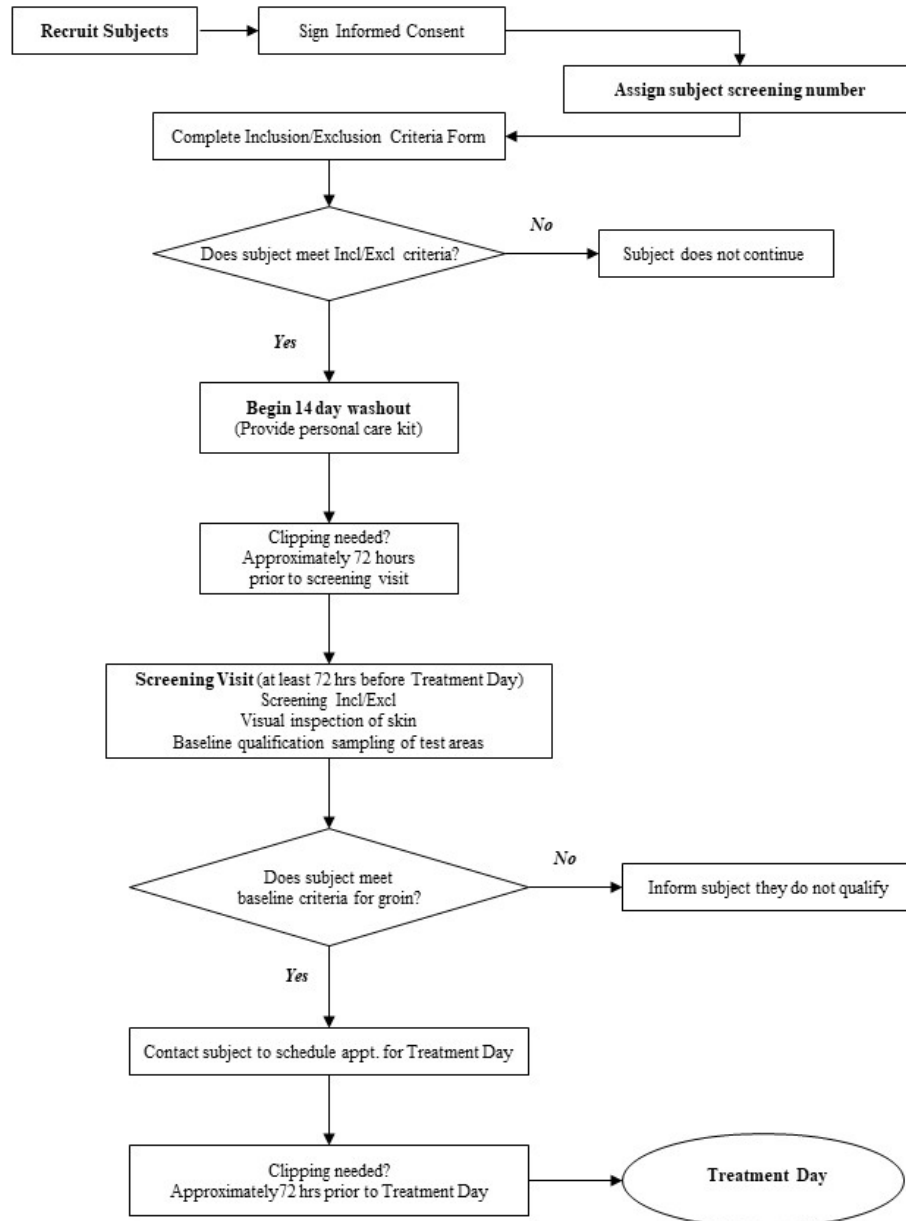 Recruit Subjects
Sign Informed Consent
Assign subject screening number
Complete Inclusion/Exclusion Criteria Form
Does subject meet Incl/Excl criteria?
No
Subject does not continue
Yes
Begin 14 day washout
(Provide personal care kit)
Clipping needed?
Approximately 72 hours
prior to screening visit
Screening Visit (at least 72 hrs before Treatment Day)
Screening Incl/Excl
Visual inspection of skin
Baseline qualification sampling of test areas
Does subject meet
baseline criteria for groin?
No
Inform subject they do not qualify
Yes
Contact subject to schedule appt. for Treatment Day
Clipping needed?
Approximately 72 hrs prior to Treatment Day
Treatment Day